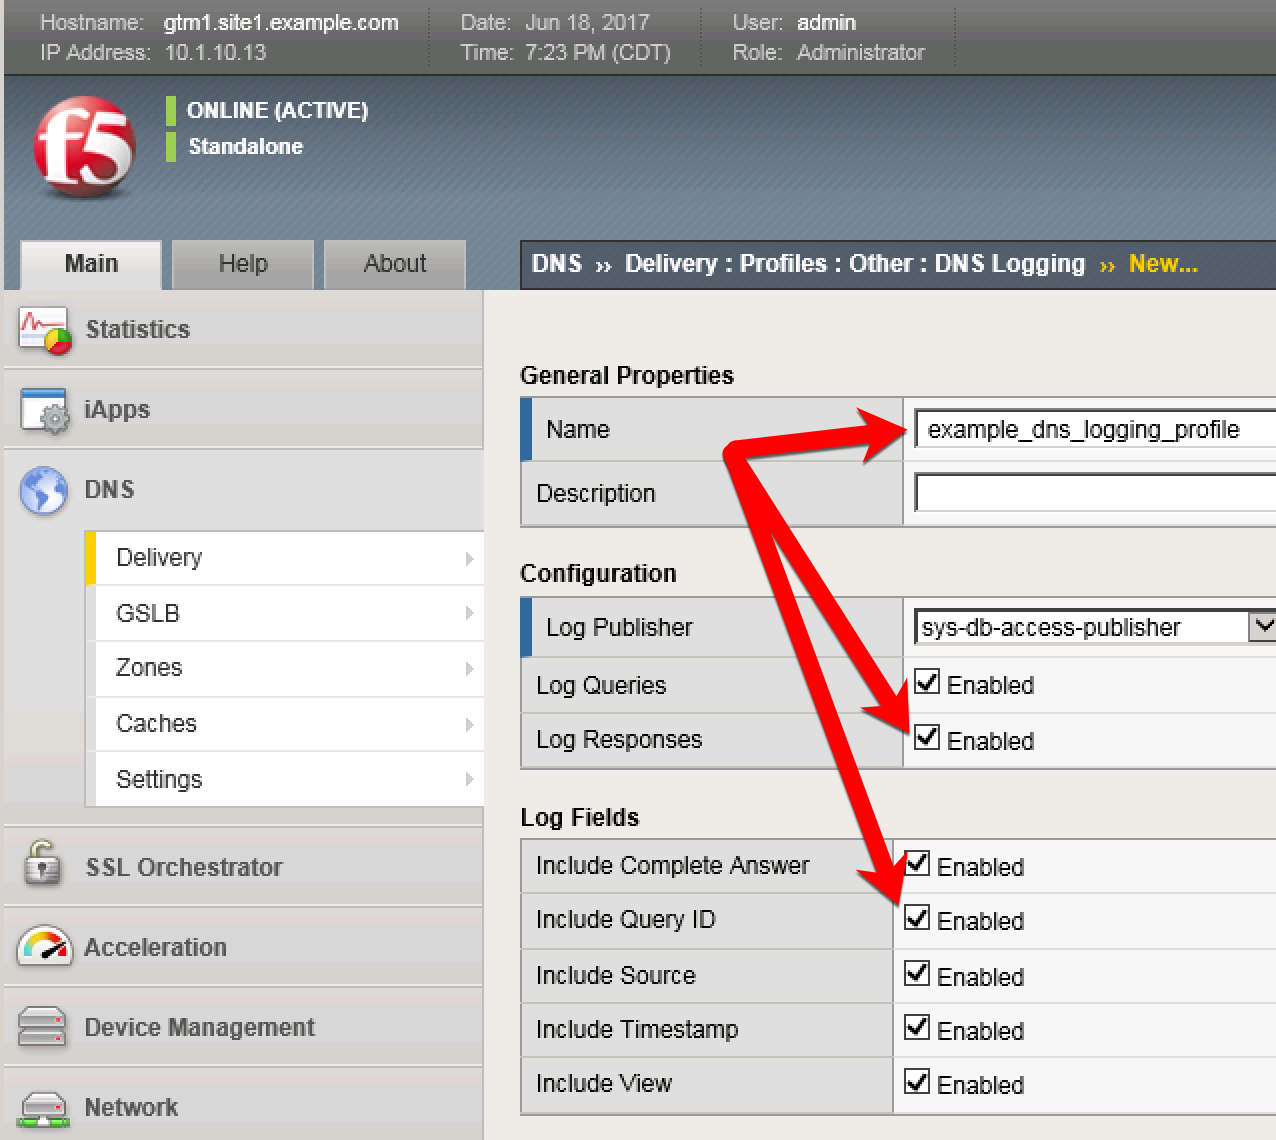 Hostname: gtm1.site1.example.com Date: Jun 18, 2017 User: admin
IP Address: 10.1.10.13 Time: 7:23 PM (CDT) Role: Administrator
f5
ONLINE (ACTIVE)
Standalone
Main Help About
DNS ›› Delivery : Profiles : Other : DNS Logging ›› New...
Statistics
iApps
DNS
Delivery
GSLB
Zones
Caches
Settings
SSL Orchestrator
Acceleration
Device Management
Network
General Properties
Name example_dns_logging_profile
Description
Configuration
Log Publisher sys-db-access-publisher
Log Queries Enabled
Log Responses Enabled
Log Fields
Include Complete Answer Enabled
Include Query ID Enabled
Include Source Enabled
Include Timestamp Enabled
Include View Enabled